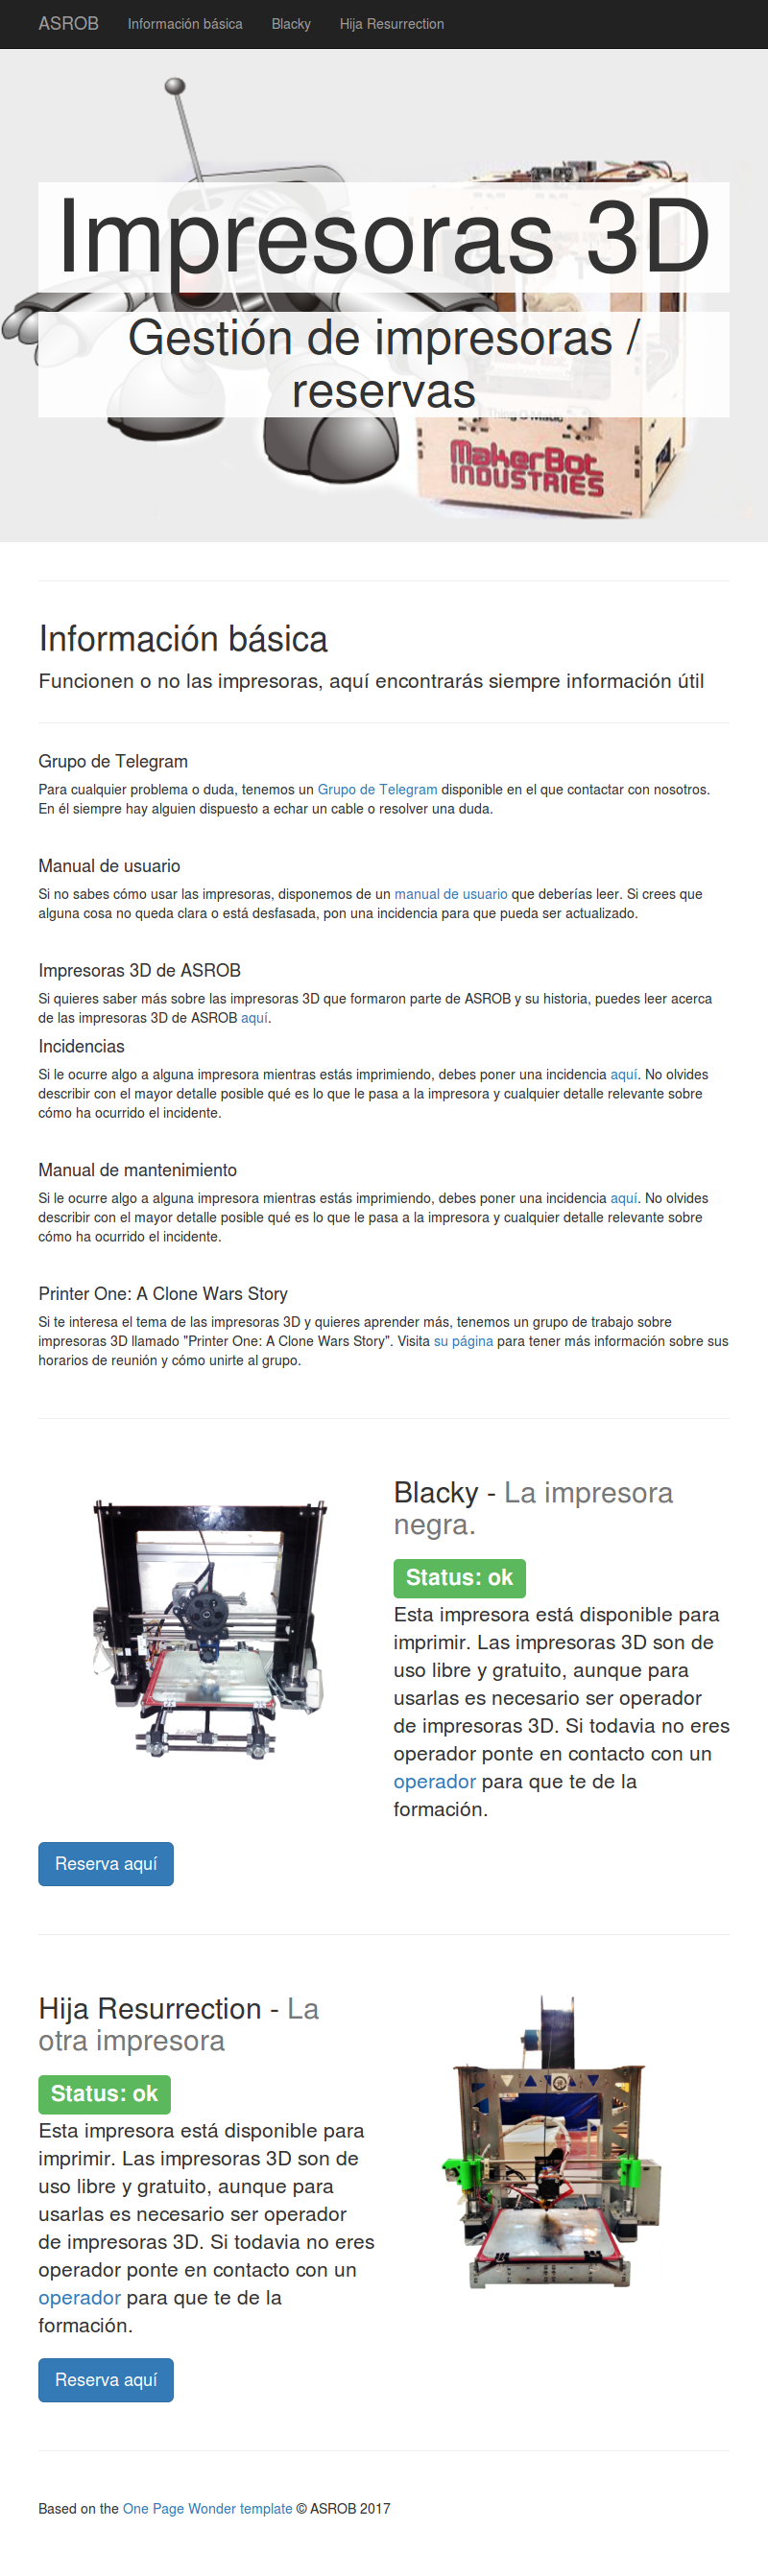 ASROB Información básica Blacky Hija Resurrection
Impresoras 3D
Gestión de impresoras /
reservas
Thing-O-Matic
MakerBot
INDUSTRIES
Información básica
Funcionen o no las impresoras, aquí encontrarás siempre información útil
Grupo de Telegram
Para cualquier problema o duda, tenemos un Grupo de Telegram disponible en el que contactar con nosotros.
En él siempre hay alguien dispuesto a echar un cable o resolver una duda.
Manual de usuario
Si no sabes cómo usar las impresoras, disponemos de un manual de usuario que deberías leer. Si crees que
alguna cosa no queda clara o está desfasada, pon una incidencia para que pueda ser actualizado.
Impresoras 3D de ASROB
Si quieres saber más sobre las impresoras 3D que formaron parte de ASROB y su historia, puedes leer acerca
de las impresoras 3D de ASROB aquí.
Incidencias
Si le ocurre algo a alguna impresora mientras estás imprimiendo, debes poner una incidencia aquí. No olvides
describir con el mayor detalle posible qué es lo que le pasa a la impresora y cualquier detalle relevante sobre
cómo ha ocurrido el incidente.
Manual de mantenimiento
Si le ocurre algo a alguna impresora mientras estás imprimiendo, debes poner una incidencia aquí. No olvides
describir con el mayor detalle posible qué es lo que le pasa a la impresora y cualquier detalle relevante sobre
cómo ha ocurrido el incidente.
Printer One: A Clone Wars Story
Si te interesa el tema de las impresoras 3D y quieres aprender más, tenemos un grupo de trabajo sobre
impresoras 3D llamado "Printer One: A Clone Wars Story". Visita su página para tener más información sobre sus
horarios de reunión y cómo unirte al grupo.
Blacky - La impresora
negra.
Status: ok
Esta impresora está disponible para
imprimir. Las impresoras 3D son de
uso libre y gratuito, aunque para
usarlas es necesario ser operador
de impresoras 3D. Si todavia no eres
operador ponte en contacto con un
operador para que te de la
formación.
Reserva aquí
Hija Resurrection - La
otra impresora
Status: ok
Esta impresora está disponible para
imprimir. Las impresoras 3D son de
uso libre y gratuito, aunque para
usarlas es necesario ser operador
de impresoras 3D. Si todavia no eres
operador ponte en contacto con un
operador para que te de la
formación.
Reserva aquí
Based on the One Page Wonder template © ASROB 2017